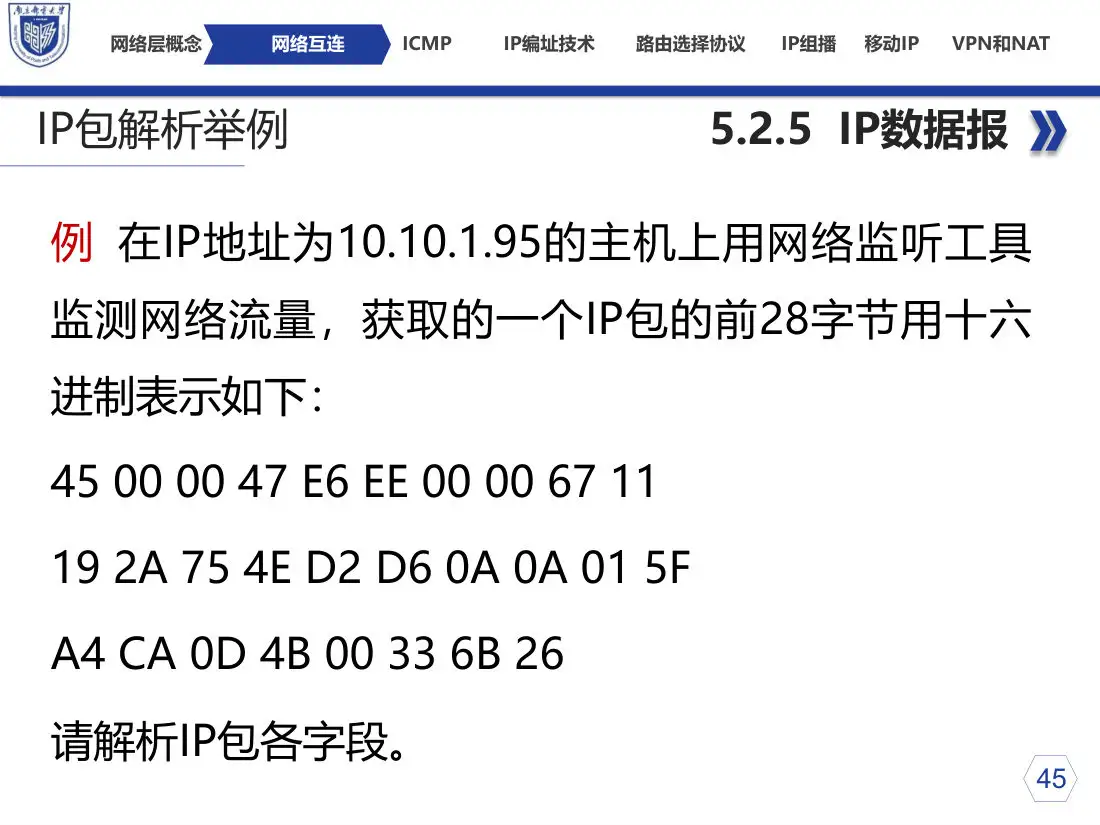 网络层概念 网络互连 ICMP IP编址技术 路由选择协议 IP组播 移动IP VPN和NAT
IP包解析举例
5.2.5 IP数据报
例 在IP地址为10.10.1.95的主机上用网络监听工具
监测网络流量，获取的一个IP包的前28字节用十六
进制表示如下：
45 00 00 47 E6 EE 00 00 67 11
19 2A 75 4E D2 D6 0A 0A 01 5F
A4 CA 0D 4B 00 33 6B 26
请解析IP包各字段。
45